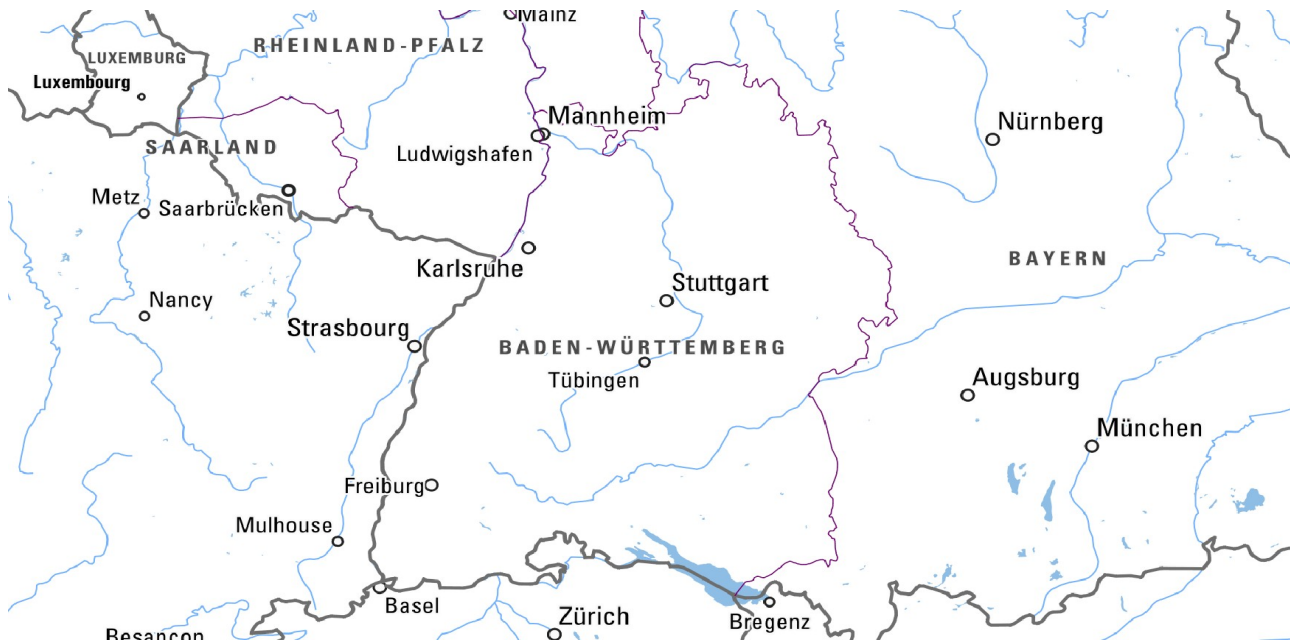 Mainz
RHEINLAND-PFALZ
LUXEMBURG
Luxembourg
Mannheim
Nürnberg
SAARLAND
Ludwigshafen
Metz
Saarbrücken
BAYERN
Karlsruhe
Stuttgart
Nancy
Strasbourg
BADEN-WÜRTTEMBERG
Tübingen
Augsburg
München
Freiburg
Mulhouse
Basel
Zürich
Bregenz
Besançon